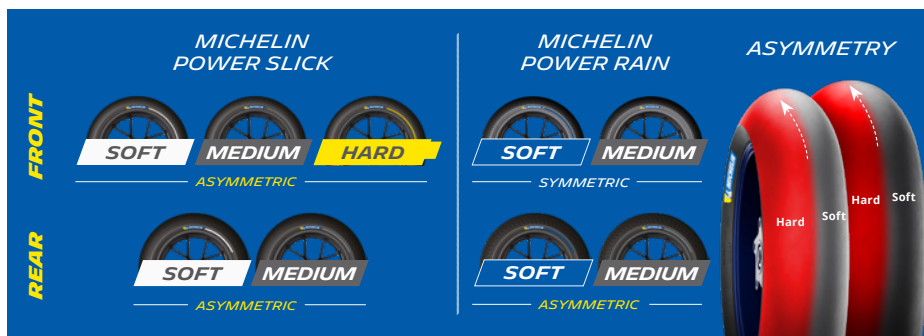 MICHELIN
POWER SLICK
MICHELIN
POWER RAIN
ASYMMETRY
FRONT
SOFT
MEDIUM
HARD
SOFT
MEDIUM
ASYMMETRIC
SYMMETRIC
REAR
SOFT
MEDIUM
SOFT
MEDIUM
ASYMMETRIC
ASYMMETRIC
Hard
Soft
Hard
Soft
MICHELIN